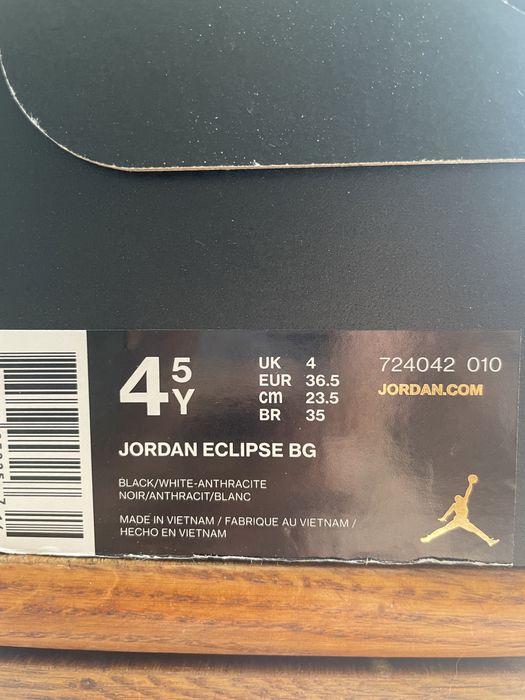 4 5
Y
UK 4
EUR 36.5
cm 23.5
BR 35
724042 010
JORDAN.COM
JORDAN ECLIPSE BG
BLACK/WHITE-ANTHRACITE
NOIR/ANTHRACIT/BLANC
MADE IN VIETNAM / FABRIQUE AU VIETNAM /
HECHO EN VIETNAM